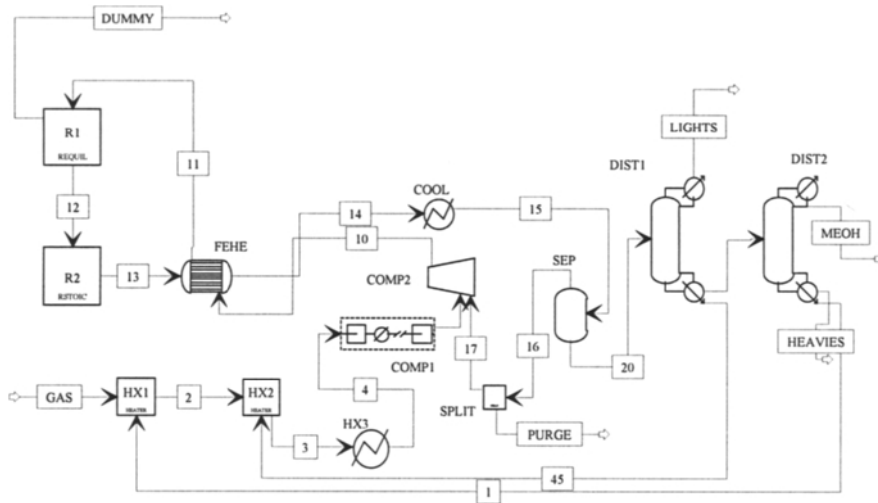 DUMMY
R1
REQUIL
11
LIGHTS
DIST1
DIST2
12
COOL
14
15
10
MEOH
FEHE
R2
RSTOIC
13
COMP2
SEP
17
16
20
HEAVIES
COMP1
GAS
HX1
HEATER
2
HX2
HEATER
4
SPLIT
3
HX3
PURGE
45
1